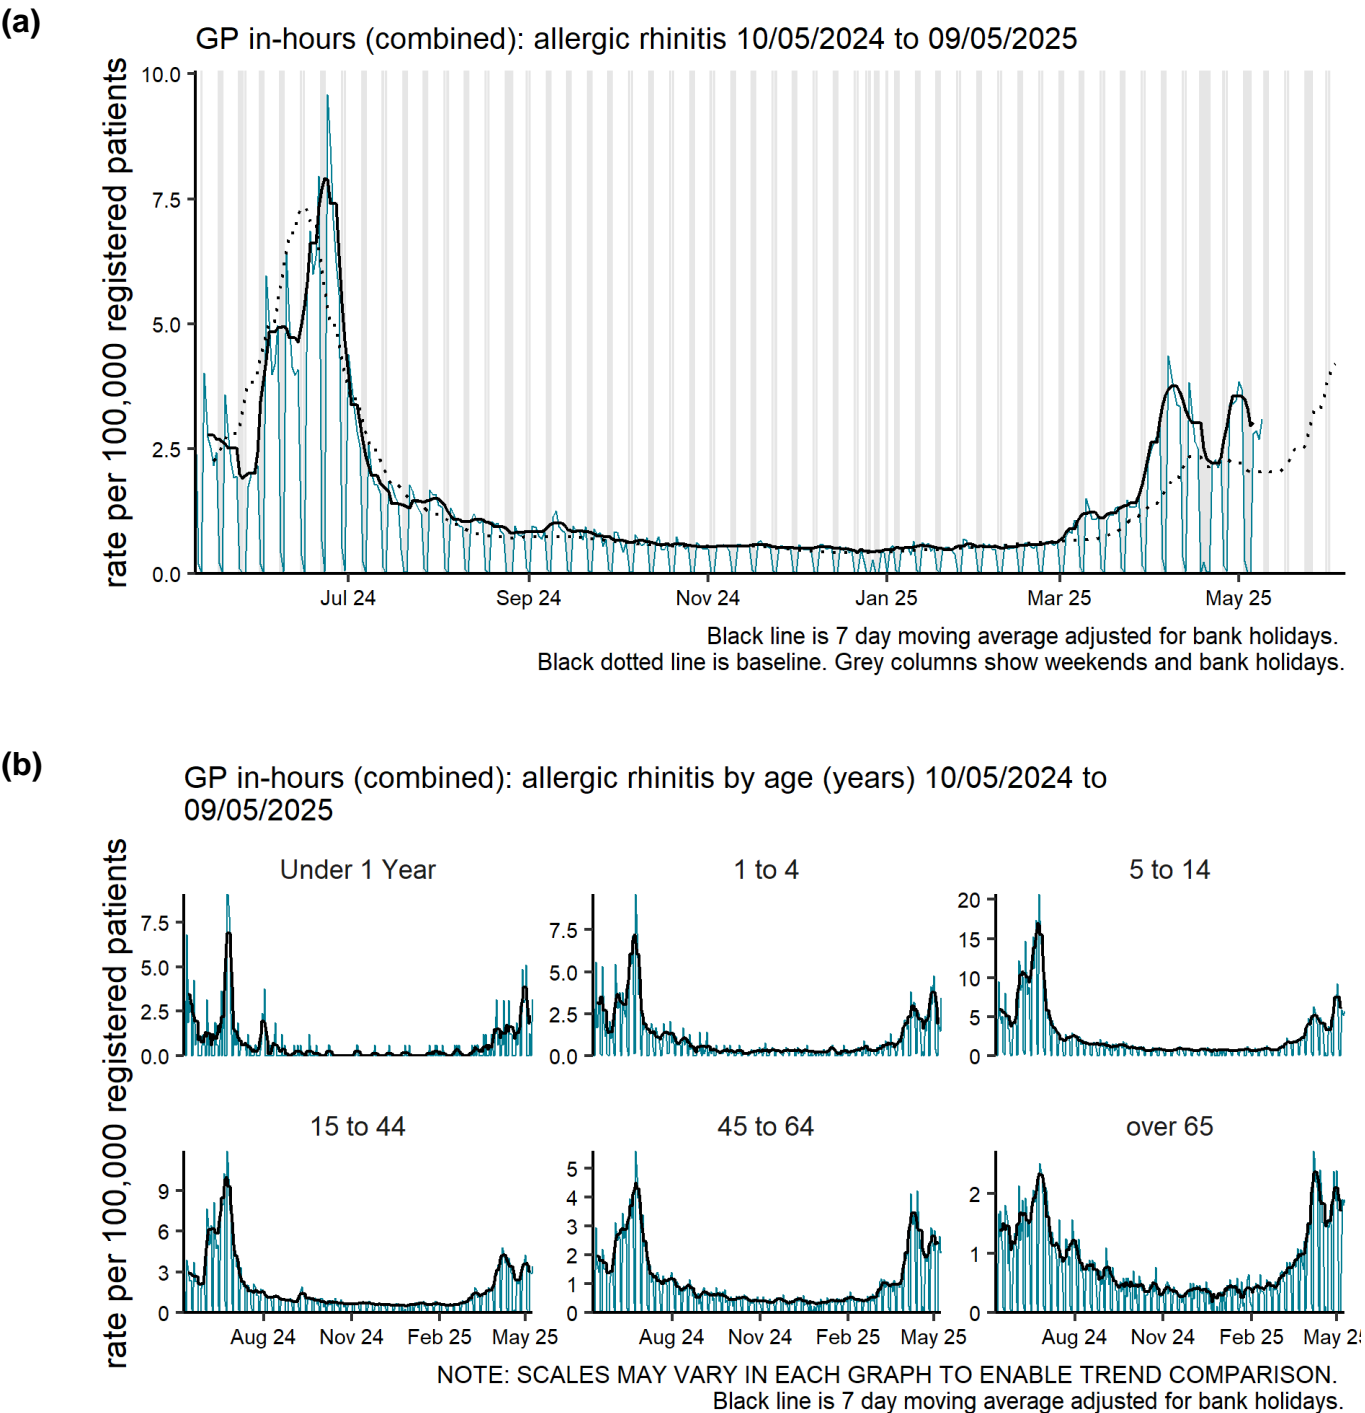 (a)
GP in-hours (combined): allergic rhinitis 10/05/2024 to 09/05/2025
rate per 100,000 registered patients
10.0
7.5
5.0
2.5
0.0
Jul 24 Sep 24 Nov 24 Jan 25 Mar 25 May 25
Black line is 7 day moving average adjusted for bank holidays.
Black dotted line is baseline. Grey columns show weekends and bank holidays.
(b)
GP in-hours (combined): allergic rhinitis by age (years) 10/05/2024 to
09/05/2025
rate per 100,000 registered patients
Under 1 Year
7.5
5.0
2.5
0.0
1 to 4
7.5
5.0
2.5
0.0
5 to 14
20
15
10
5
0
15 to 44
9
6
3
0
Aug 24 Nov 24 Feb 25 May 25
45 to 64
5
4
3
2
1
0
Aug 24 Nov 24 Feb 25 May 25
over 65
2
1
0
Aug 24 Nov 24 Feb 25 May 25
NOTE: SCALES MAY VARY IN EACH GRAPH TO ENABLE TREND COMPARISON.
Black line is 7 day moving average adjusted for bank holidays.